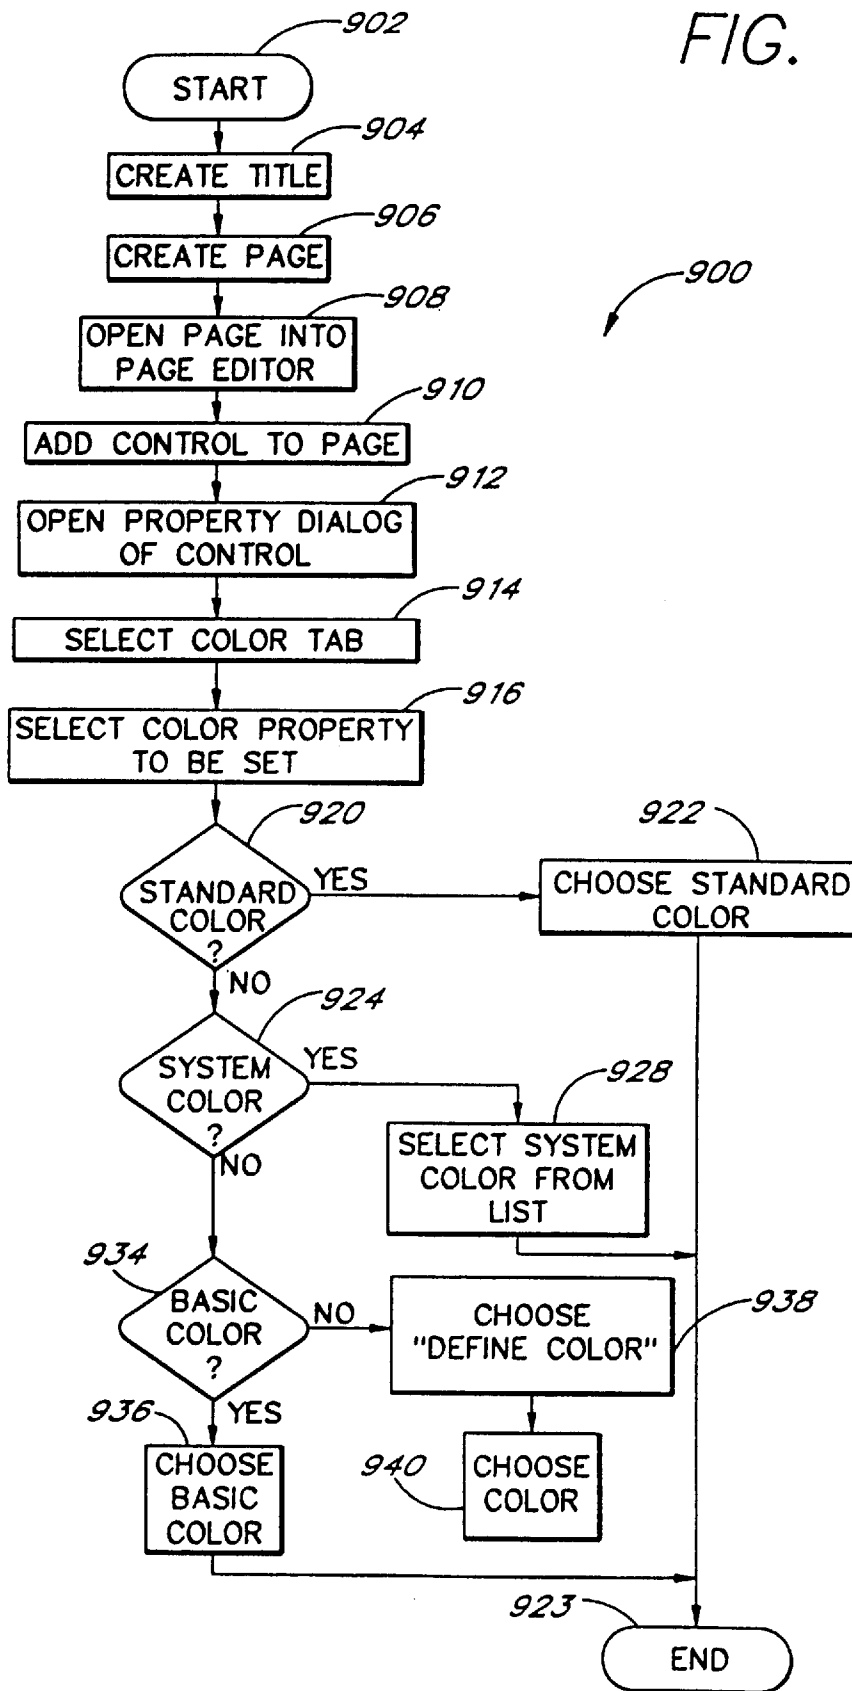 FIG.
902
START
904
CREATE TITLE
906
CREATE PAGE
900
908
OPEN PAGE INTO
PAGE EDITOR
910
ADD CONTROL TO PAGE
912
OPEN PROPERTY DIALOG
OF CONTROL
914
SELECT COLOR TAB
916
SELECT COLOR PROPERTY
TO BE SET
920
STANDARD
COLOR
?
YES
922
CHOOSE STANDARD
COLOR
NO
924
SYSTEM
COLOR
?
YES
928
SELECT SYSTEM
COLOR FROM
LIST
NO
934
BASIC
COLOR
?
NO
CHOOSE
"DEFINE COLOR"
938
YES
936
CHOOSE
BASIC
COLOR
940
CHOOSE
COLOR
923
END